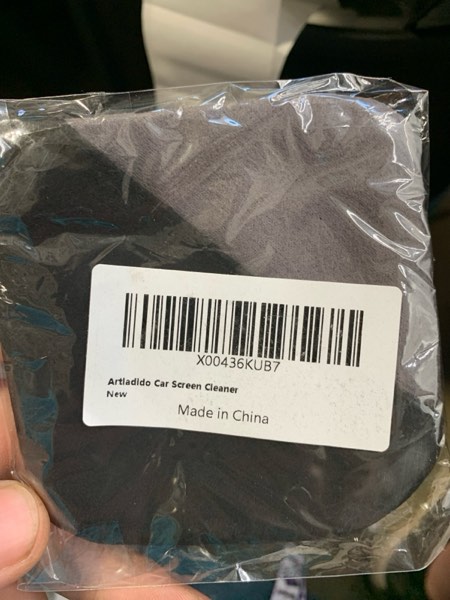 X00436KUB7
Artladido Car Screen Cleaner
New
Made in China